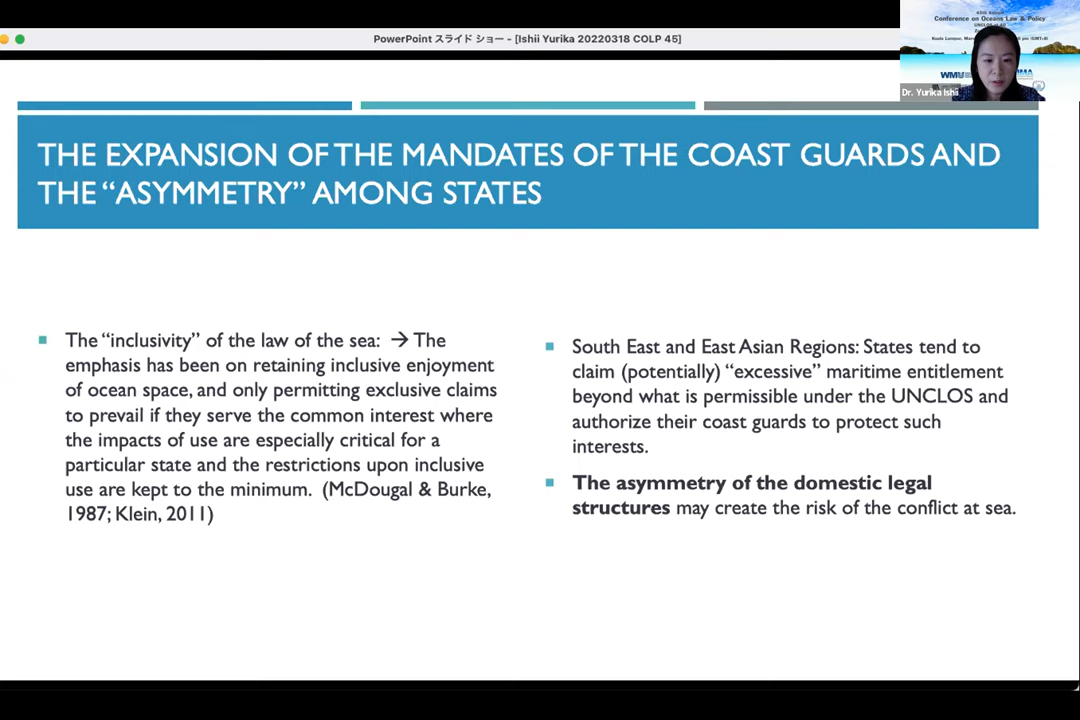 PowerPoint スライド ショー - [Ishii Yurika 20220318 COLP 45]
45th Annual
Conference on Oceans Law & Policy
WMU
Dr. Yurika Ishii
THE EXPANSION OF THE MANDATES OF THE COAST GUARDS AND
THE “ASYMMETRY” AMONG STATES
The “inclusivity” of the law of the sea: → The
emphasis has been on retaining inclusive enjoyment
of ocean space, and only permitting exclusive claims
to prevail if they serve the common interest where
the impacts of use are especially critical for a
particular state and the restrictions upon inclusive
use are kept to the minimum. (McDougal & Burke,
1987; Klein, 2011)
South East and East Asian Regions: States tend to
claim (potentially) “excessive” maritime entitlement
beyond what is permissible under the UNCLOS and
authorize their coast guards to protect such
interests.
The asymmetry of the domestic legal
structures may create the risk of the conflict at sea.